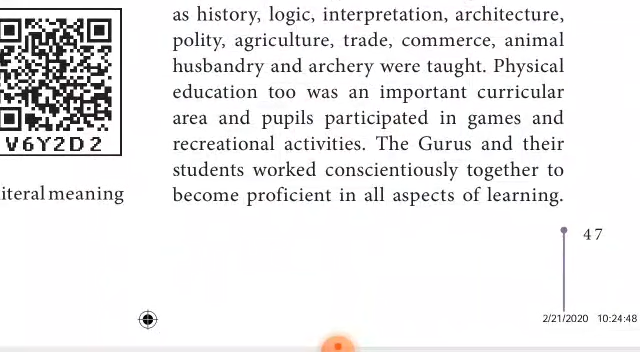 as history, logic, interpretation, architecture,
polity, agriculture, trade, commerce, animal
husbandry and archery were taught. Physical
education too was an important curricular
area and pupils participated in games and
recreational activities. The Gurus and their
students worked conscientiously together to
become proficient in all aspects of learning.
V6Y2D2
meaning
47
2/21/2020 10:24:48